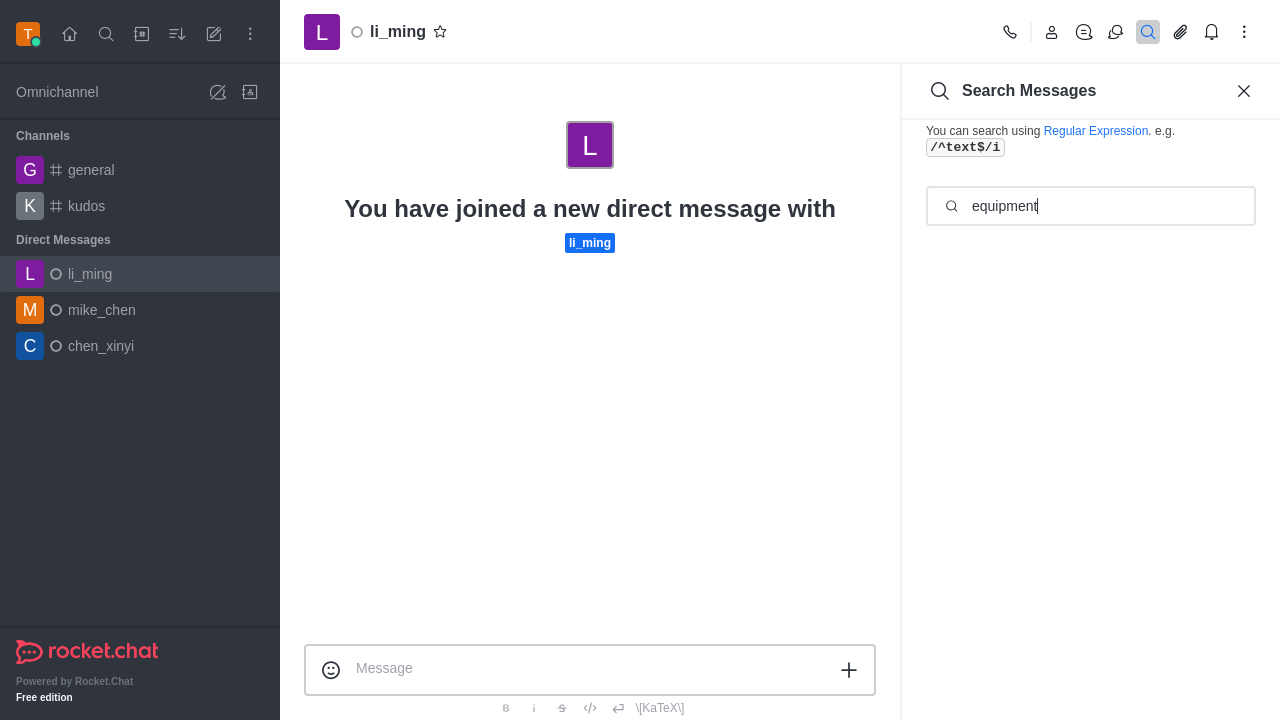 T
Omnichannel
Channels
G general
K kudos
Direct Messages
L li_ming
M mike_chen
C chen_xinyi
rocket.chat
Powered by Rocket.Chat
Free edition
L li_ming
L
You have joined a new direct message with
li_ming
Message
B i S \[KaTeX\]
Search Messages
You can search using Regular Expression. e.g.
/^text$/i
equipment